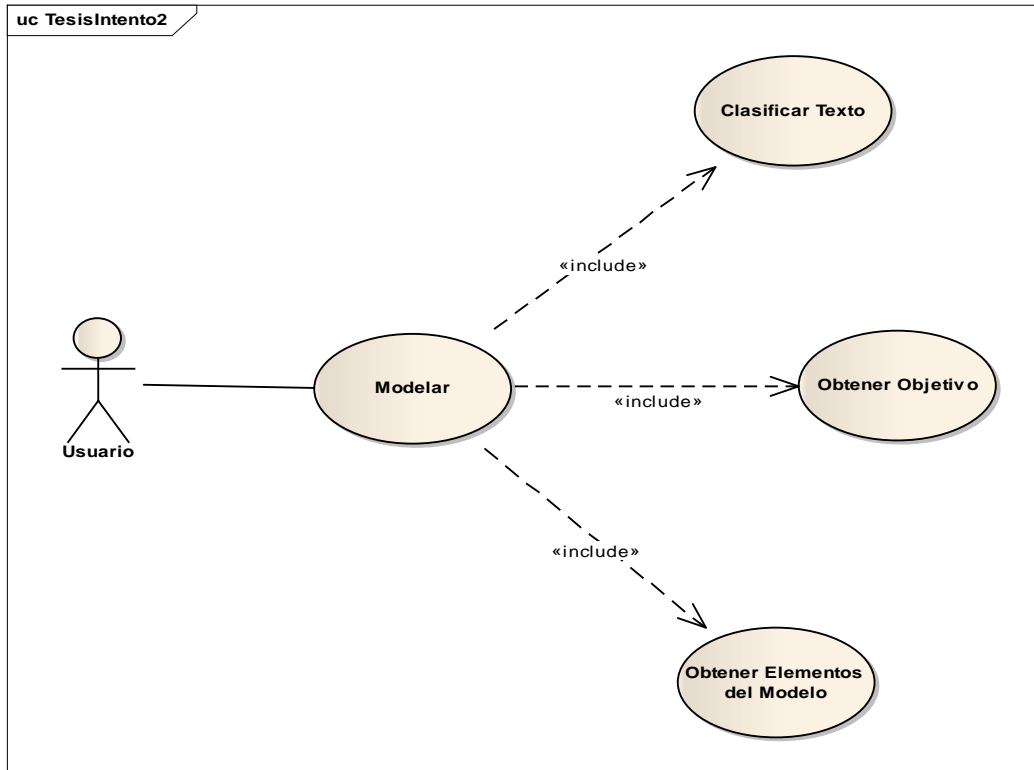 uc TesisIntento2
Clasificar Texto
«include»
Modelar
Obtener Objetivo
«include»
Usuario
«include»
Obtener Elementos
del Modelo